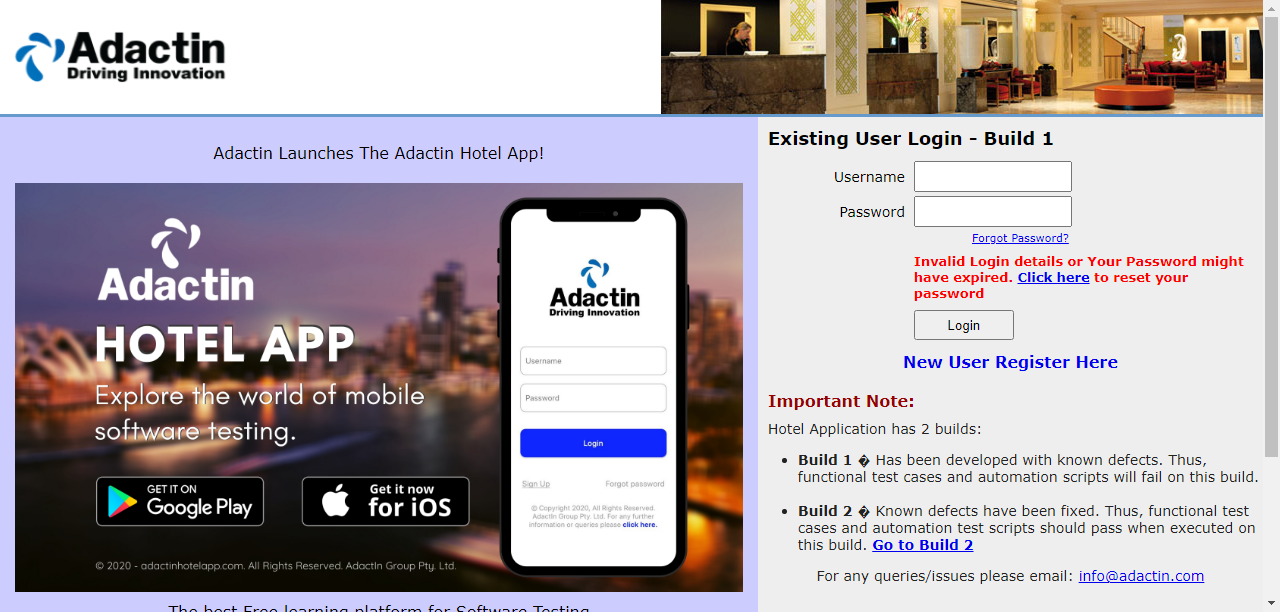 Adactin
Driving Innovation
Adactin Launches The Adactin Hotel App!
Adactin
HOTEL APP
Explore the world of mobile
software testing.
GET IT ON
Google Play
Get it now
for iOS
© 2020 - adactinhotelapp.com. All Rights Reserved. AdactIn Group Pty. Ltd.
Adactin
Driving Innovation
Username
Password
Login
Sign Up
Forgot password
© Copyright 2020, All Rights Reserved.
AdactIn Group Pty. Ltd. For any further
information or queries please click here.
The best Free learning platform for Software Testing
Existing User Login - Build 1
Username
Password
Forgot Password?
Invalid Login details or Your Password might
have expired. Click here to reset your
password
Login
New User Register Here
Important Note:
Hotel Application has 2 builds:
• Build 1 � Has been developed with known defects. Thus,
functional test cases and automation scripts will fail on this build.
• Build 2 � Known defects have been fixed. Thus, functional test
cases and automation test scripts should pass when executed on
this build. Go to Build 2
For any queries/issues please email: info@adactin.com